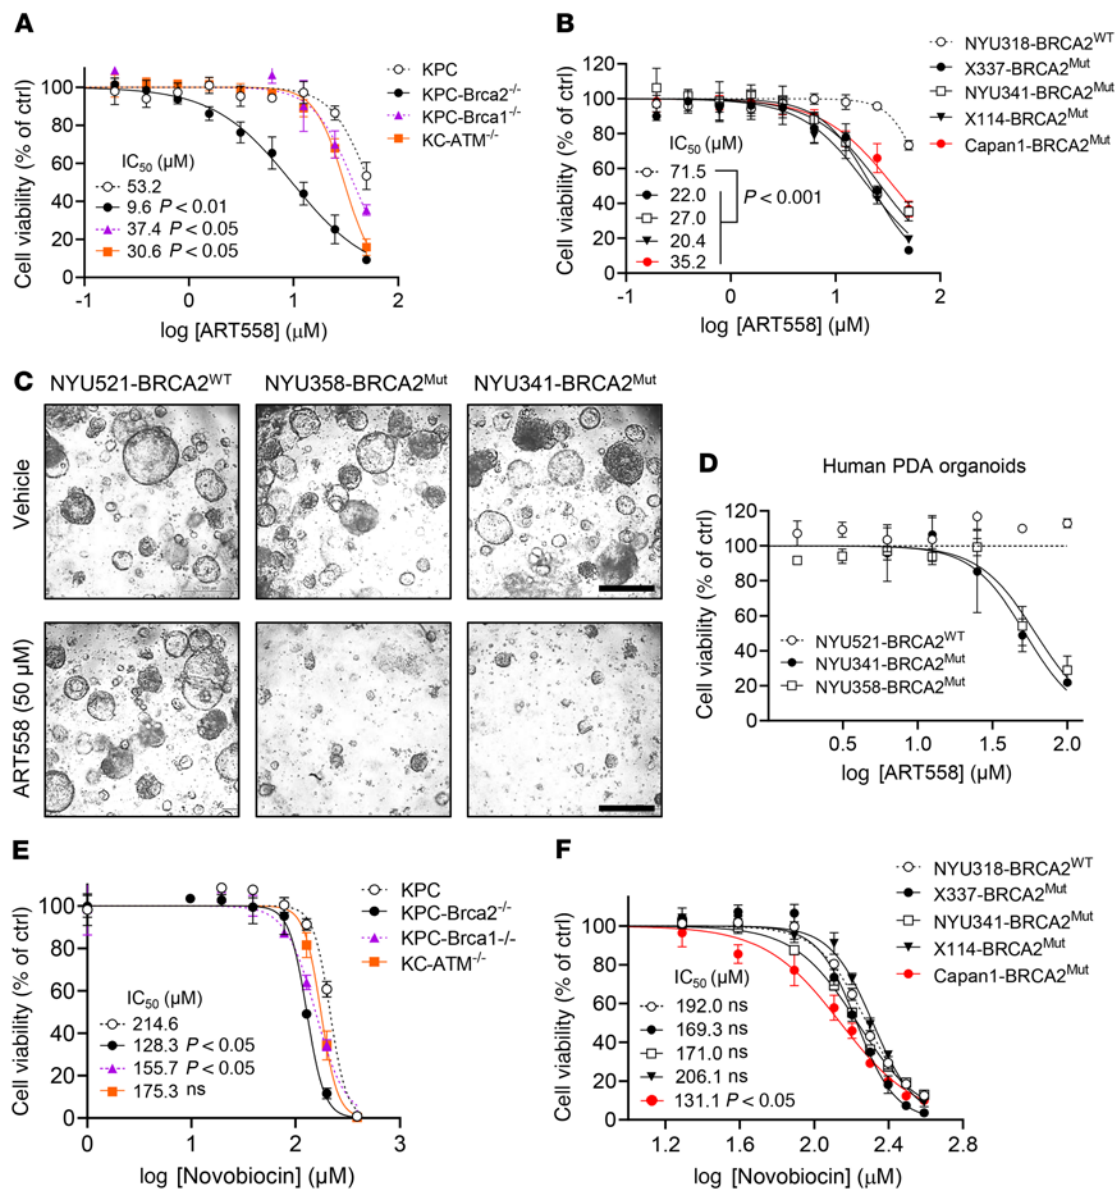 A
Cell viability (% of ctrl)
100
80
60
40
20
0
-1
0
1
2
log [ART558] (μM)
KPC
KPC-Brca2-/-
KPC-Brca1-/-
KC-ATM-/-
IC50 (μM)
53.2
9.6 P < 0.01
37.4 P < 0.05
30.6 P < 0.05
B
Cell viability (% of ctrl)
120
100
80
60
40
20
0
-1
0
1
2
log [ART558] (μM)
NYU318-BRCA2WT
X337-BRCA2Mut
NYU341-BRCA2Mut
X114-BRCA2Mut
Capan1-BRCA2Mut
IC50 (μM)
71.5
22.0
27.0
20.4
35.2
P < 0.001
C
NYU521-BRCA2WT
NYU358-BRCA2Mut
NYU341-BRCA2Mut
Vehicle
ART558 (50 μM)
D
Human PDA organoids
Cell viability (% of ctrl)
120
100
80
60
40
20
0
0.5
1.0
1.5
2.0
log [ART558] (μM)
NYU521-BRCA2WT
NYU341-BRCA2Mut
NYU358-BRCA2Mut
E
Cell viability (% of ctrl)
100
80
60
40
20
0
0
1
2
3
log [Novobiocin] (μM)
KPC
KPC-Brca2-/-
KPC-Brca1-/-
KC-ATM-/-
IC50 (μM)
214.6
128.3 P < 0.05
155.7 P < 0.05
175.3 ns
F
Cell viability (% of ctrl)
100
80
60
40
20
0
1.2
1.6
2.0
2.4
2.8
log [Novobiocin] (μM)
NYU318-BRCA2WT
X337-BRCA2Mut
NYU341-BRCA2Mut
X114-BRCA2Mut
Capan1-BRCA2Mut
IC50 (μM)
192.0 ns
169.3 ns
171.0 ns
206.1 ns
131.1 P < 0.05